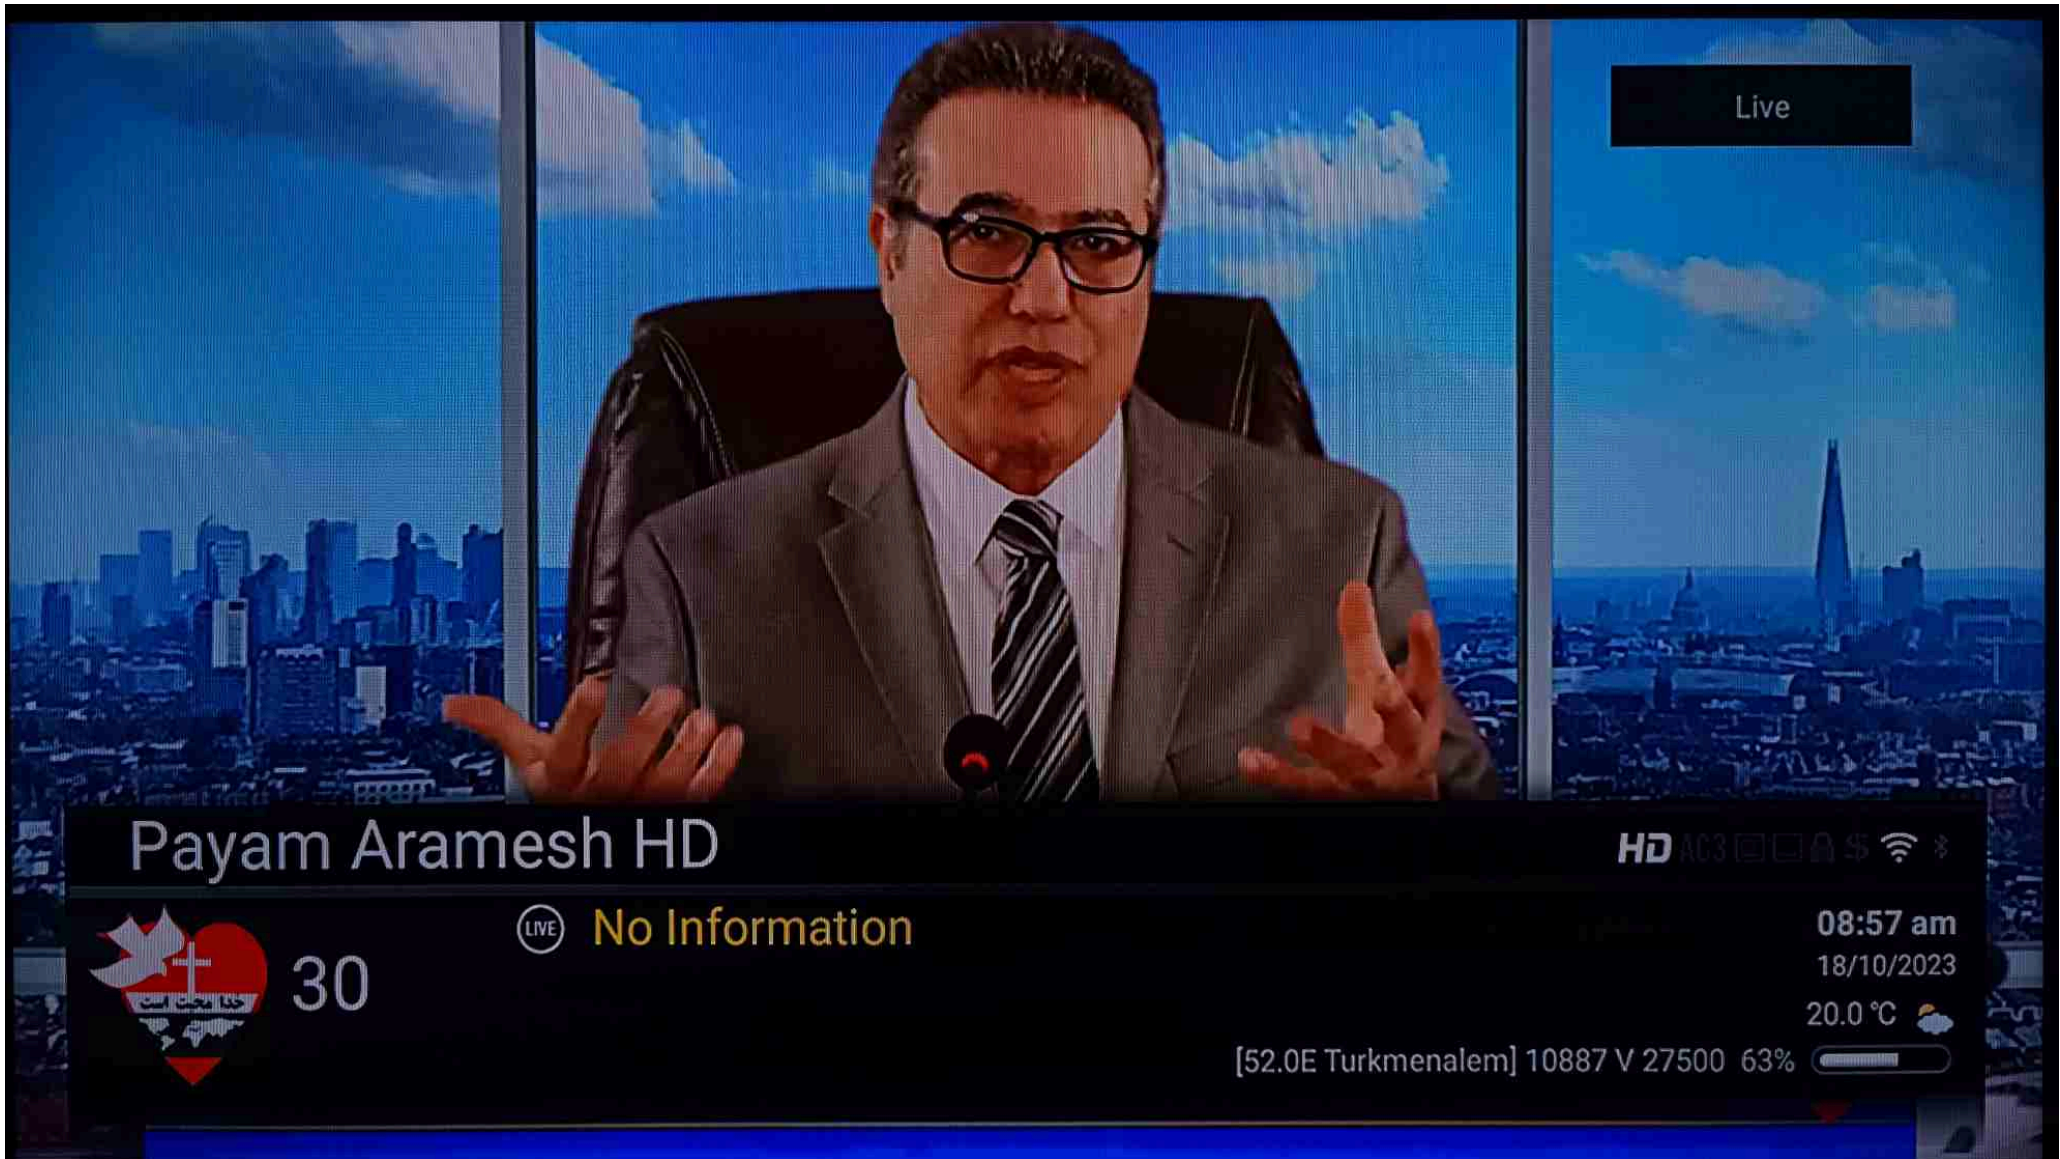 Live
Payam Aramesh HD
HD AC3 $
30
LIVE No Information
08:57 am
18/10/2023
20.0 °C
[52.0E Turkmenalem] 10887 V 27500 63%